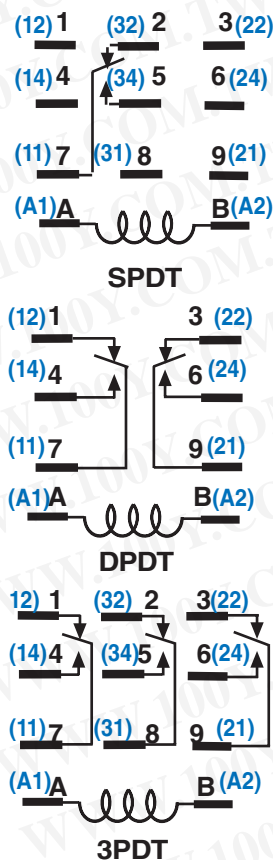 (12) 1 (32) 2 3 (22)
(14) 4 (34) 5 6 (24)
(11) 7 (31) 8 9 (21)
(A1) A B (A2)
SPDT
(12) 1 3 (22)
(14) 4 6 (24)
(11) 7 9 (21)
(A1) A B (A2)
DPDT
12) 1 (32) 2 3 (22)
(14) 4 (34) 5 6 (24)
(11) 7 (31) 8 9 (21)
(A1) A B (A2)
3PDT